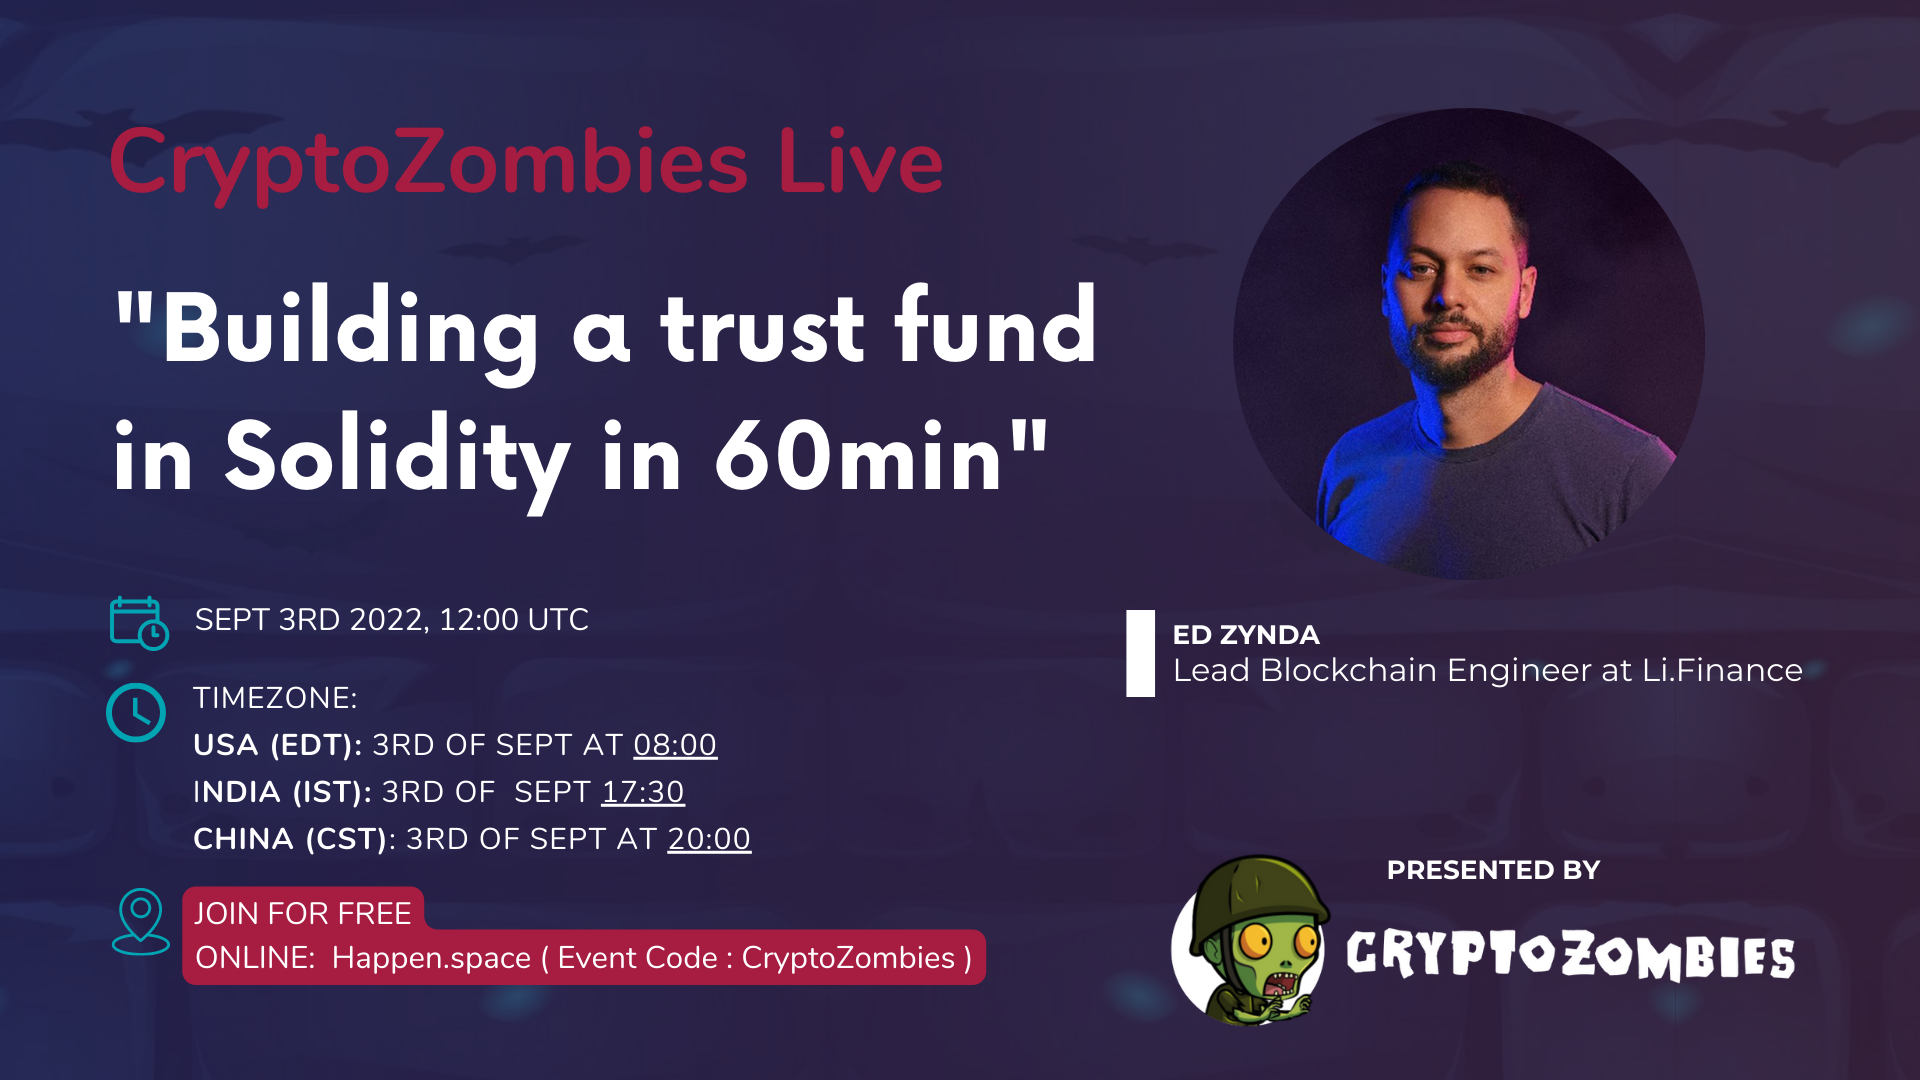 CryptoZombies Live
"Building a trust fund
in Solidity in 60min"
SEPT 3RD 2022, 12:00 UTC
TIMEZONE:
USA (EDT): 3RD OF SEPT AT 08:00
INDIA (IST): 3RD OF  SEPT 17:30
CHINA (CST): 3RD OF SEPT AT 20:00
JOIN FOR FREE
ONLINE:  Happen.space ( Event Code : CryptoZombies )
ED ZYNDA
Lead Blockchain Engineer at Li.Finance
PRESENTED BY
CRYPTOZOMBIES